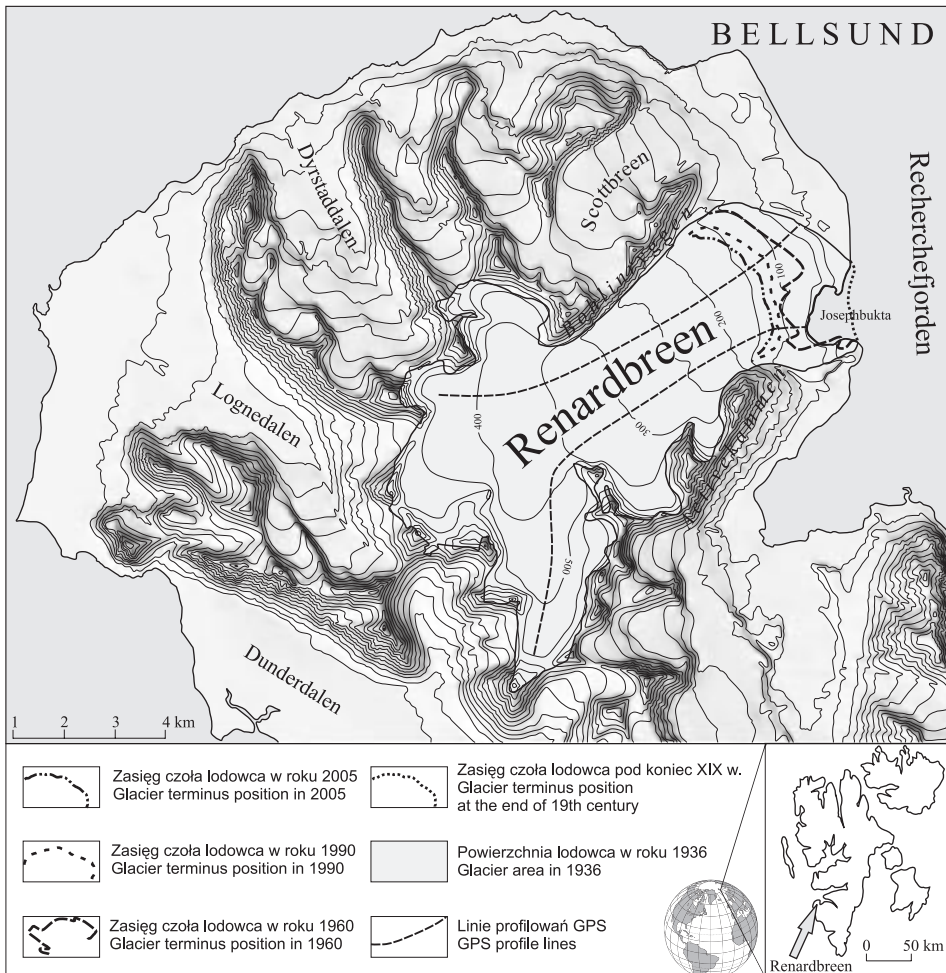 BELLSUND
Recherchefjorden
Dyrstaddalen
Scottbreen
Bohlinryggen
100
Josephbukta
200
Renardbreen
Lognedalen
400
300
500
Dunderdalen
1 2 3 4 km
Zasięg czoła lodowca w roku 2005
Glacier terminus position in 2005
Zasięg czoła lodowca w roku 1990
Glacier terminus position in 1990
Zasięg czoła lodowca w roku 1960
Glacier terminus position in 1960
Zasięg czoła lodowca pod koniec XIX w.
Glacier terminus position
at the end of 19th century
Powierzchnia lodowca w roku 1936
Glacier area in 1936
Linie profilowań GPS
GPS profile lines
0 50 km
Renardbreen